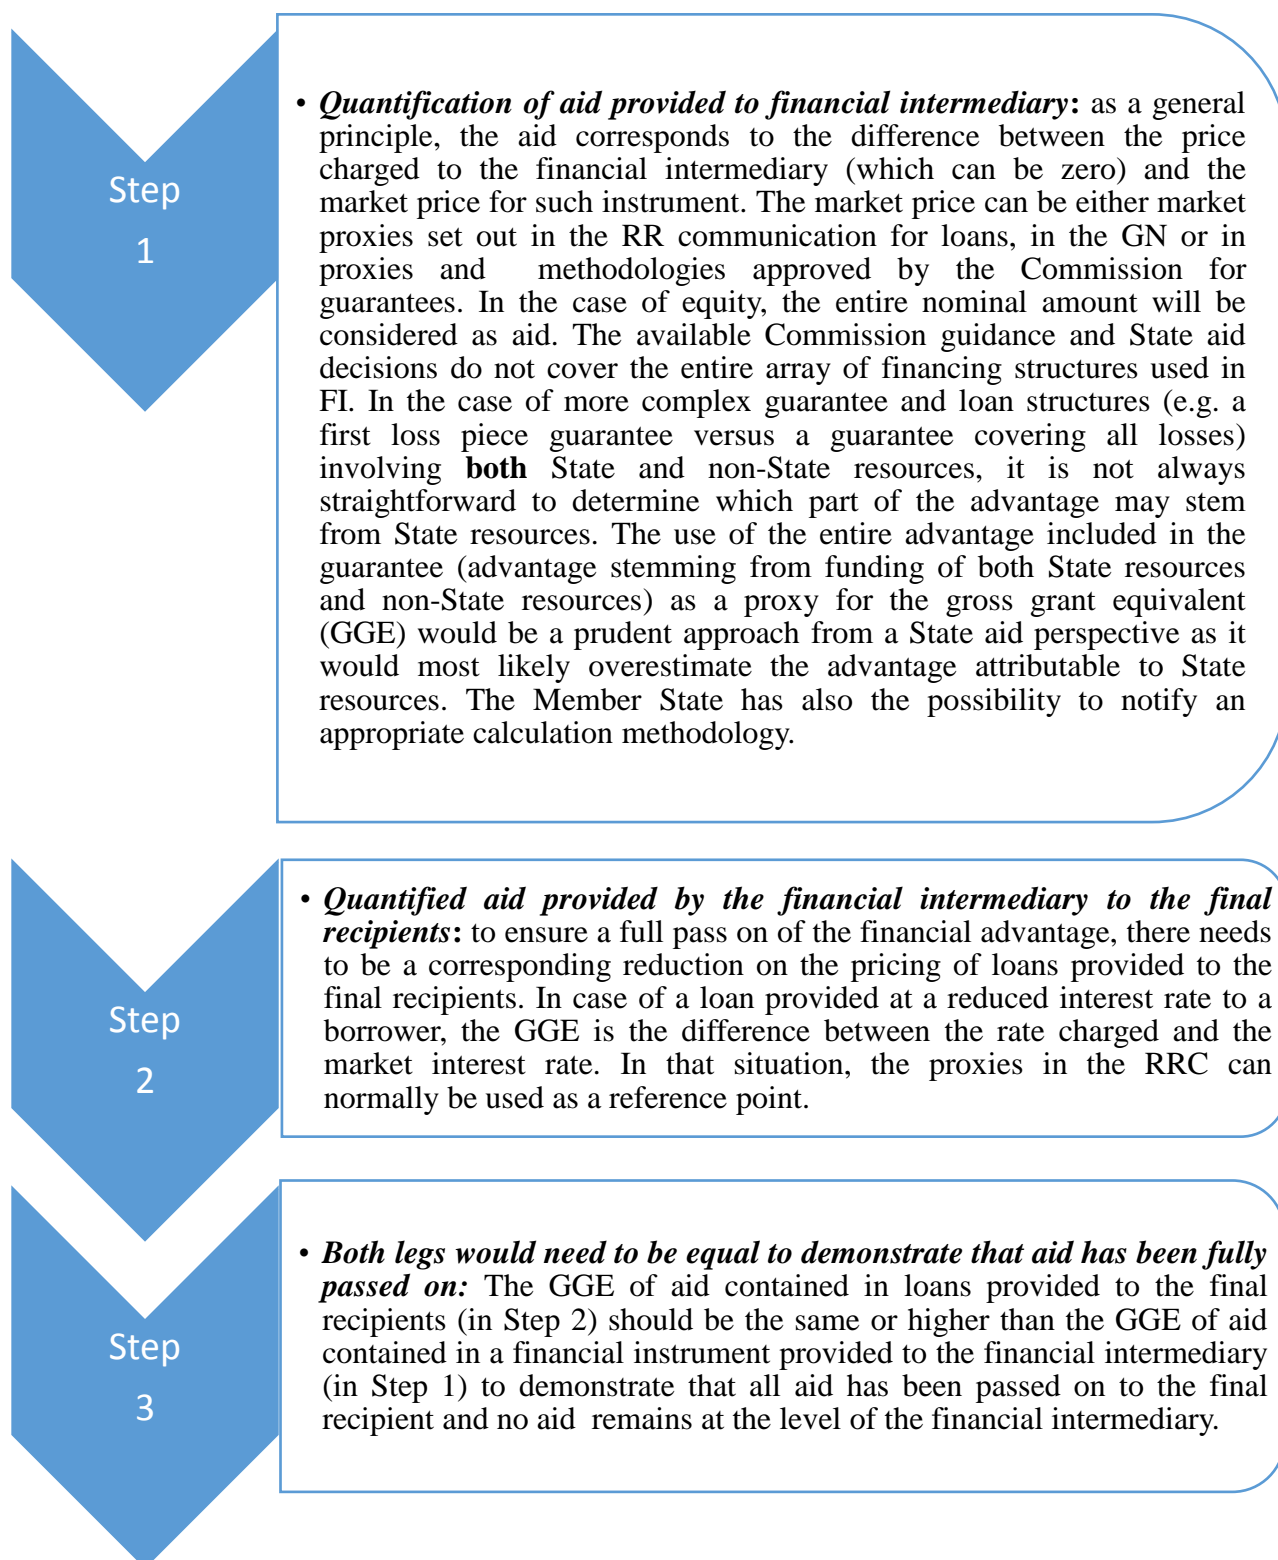 Step
1
• Quantification of aid provided to financial intermediary: as a general
principle, the aid corresponds to the difference between the price
charged to the financial intermediary (which can be zero) and the
market price for such instrument. The market price can be either market
proxies set out in the RR communication for loans, in the GN or in
proxies and methodologies approved by the Commission for
guarantees. In the case of equity, the entire nominal amount will be
considered as aid. The available Commission guidance and State aid
decisions do not cover the entire array of financing structures used in
FI. In the case of more complex guarantee and loan structures (e.g. a
first loss piece guarantee versus a guarantee covering all losses)
involving both State and non-State resources, it is not always
straightforward to determine which part of the advantage may stem
from State resources. The use of the entire advantage included in the
guarantee (advantage stemming from funding of both State resources
and non-State resources) as a proxy for the gross grant equivalent
(GGE) would be a prudent approach from a State aid perspective as it
would most likely overestimate the advantage attributable to State
resources. The Member State has also the possibility to notify an
appropriate calculation methodology.
Step
2
• Quantified aid provided by the financial intermediary to the final
recipients: to ensure a full pass on of the financial advantage, there needs
to be a corresponding reduction on the pricing of loans provided to the
final recipients. In case of a loan provided at a reduced interest rate to a
borrower, the GGE is the difference between the rate charged and the
market interest rate. In that situation, the proxies in the RRC can
normally be used as a reference point.
Step
3
• Both legs would need to be equal to demonstrate that aid has been fully
passed on: The GGE of aid contained in loans provided to the final
recipients (in Step 2) should be the same or higher than the GGE of aid
contained in a financial instrument provided to the financial intermediary
(in Step 1) to demonstrate that all aid has been passed on to the final
recipient and no aid remains at the level of the financial intermediary.